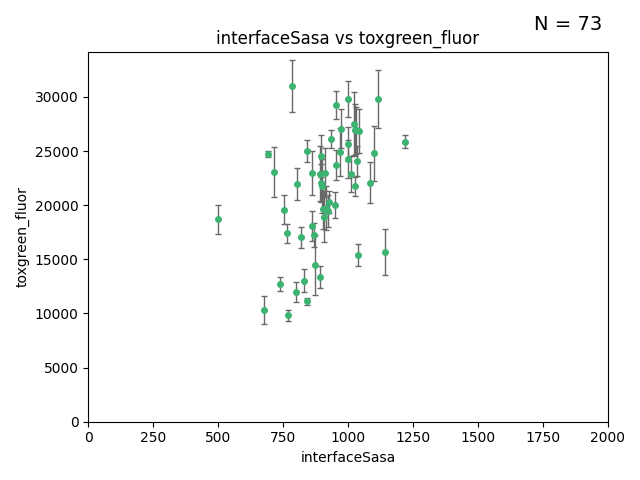 N = 73
interfaceSasa vs toxgreen_fluor
30000
25000
20000
15000
10000
5000
0
toxgreen_fluor
0 250 500 750 1000 1250 1500 1750 2000
interfaceSasa